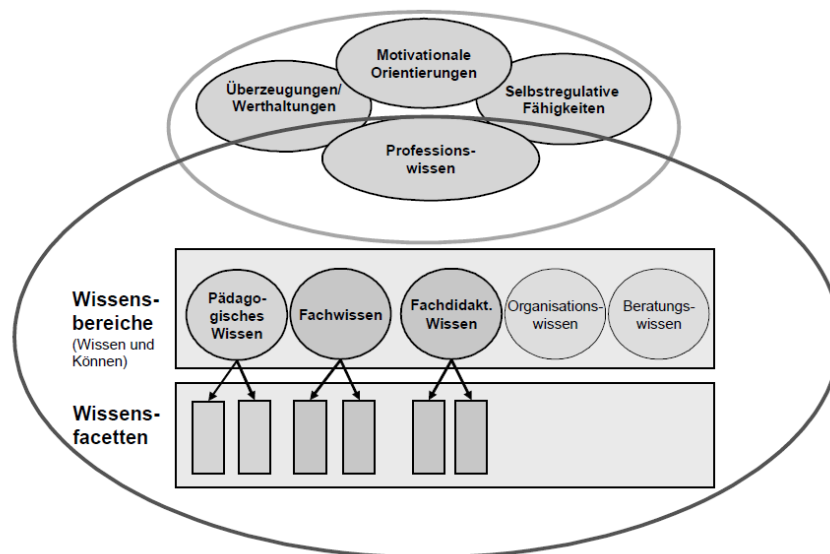 Motivationale
Orientierungen
Überzeugungen/
Werthaltungen
Selbstregulative
Fähigkeiten
Professions-
wissen
Wissens-
bereiche
(Wissen und
Können)
Pädago-
gisches
Wissen
Fachwissen
Fachdidakt.
Wissen
Organisations-
wissen
Beratungs-
wissen
Wissens-
facetten